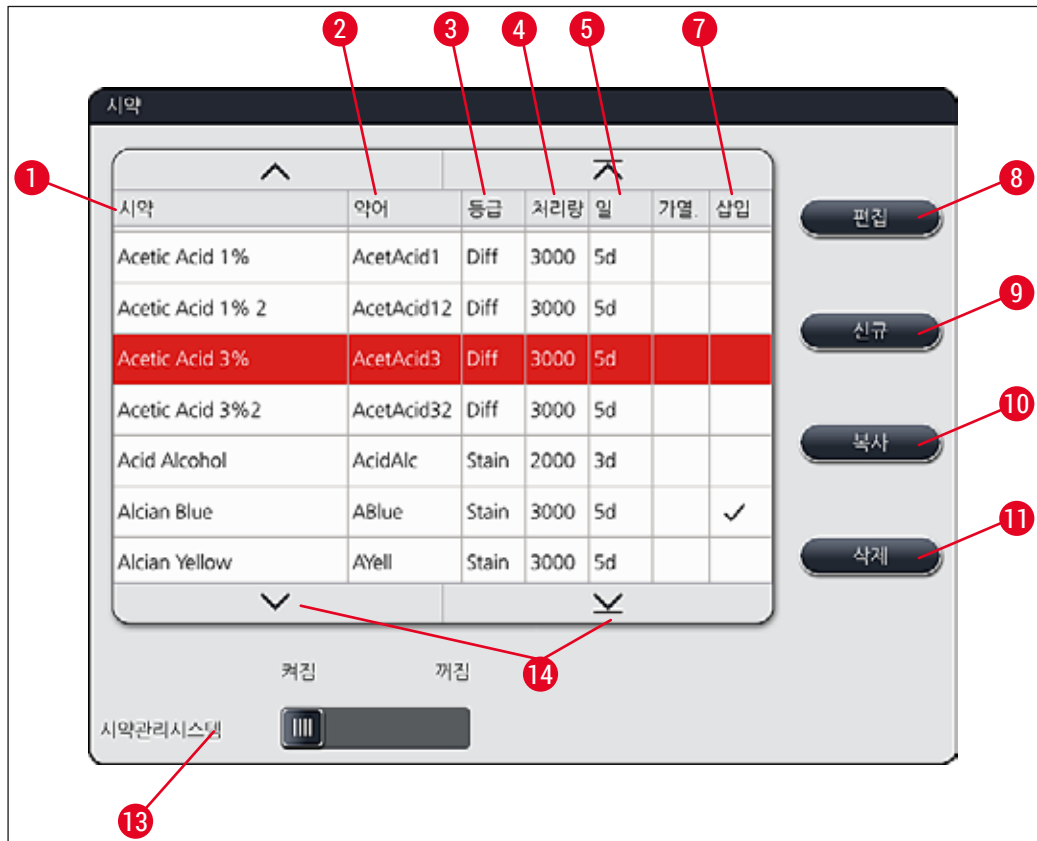 2 3 4 5 7
시약
1
8
시약 약어 등급 처리량 일 가열. 삽입
편집
Acetic Acid 1% AcetAcid1 Diff 3000 5d
9
Acetic Acid 1% 2 AcetAcid12 Diff 3000 5d
신규
Acetic Acid 3% AcetAcid3 Diff 3000 5d
10
Acetic Acid 3%2 AcetAcid32 Diff 3000 5d
복사
Acid Alcohol AcidAlc Stain 2000 3d
Alcian Blue ABlue Stain 3000 5d
11
Alcian Yellow AYell Stain 3000 5d
삭제
14
켜짐 꺼짐
시약관리시스템
13